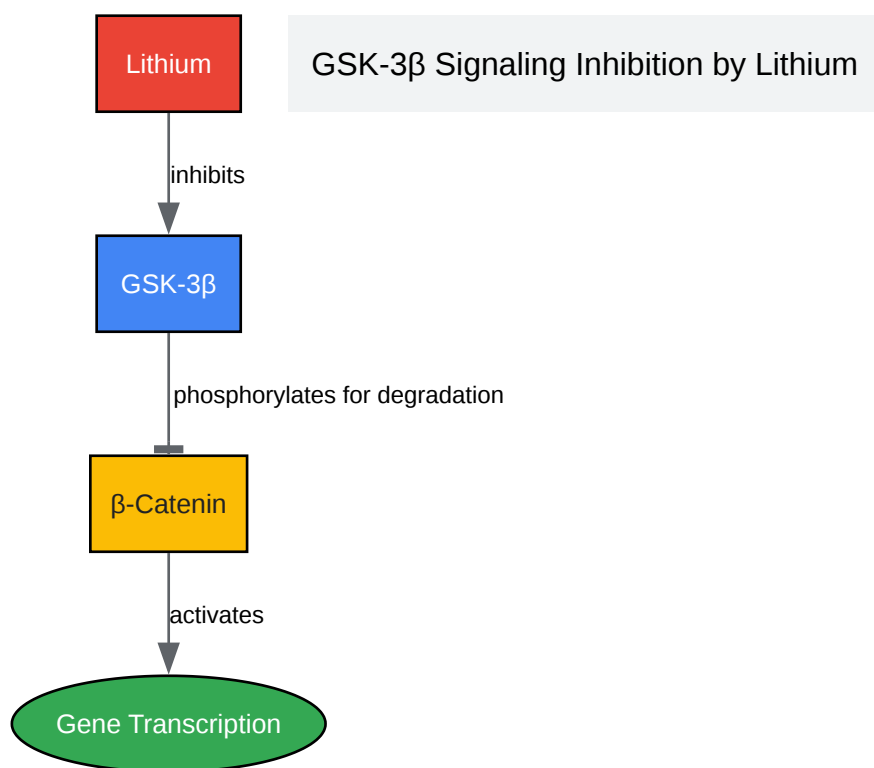 Lithium
GSK-3β Signaling Inhibition by Lithium
inhibits
GSK-3β
phosphorylates for degradation
β-Catenin
activates
Gene Transcription